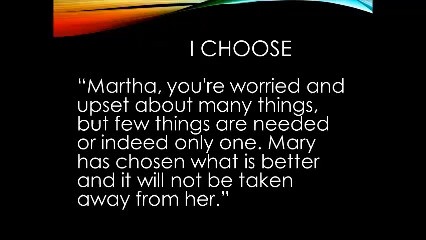 I CHOOSE
“Martha, you're worried and
upset about many things,
but few things are needed
or indeed only one. Mary
has chosen what is better
and it will not be taken
away from her.”